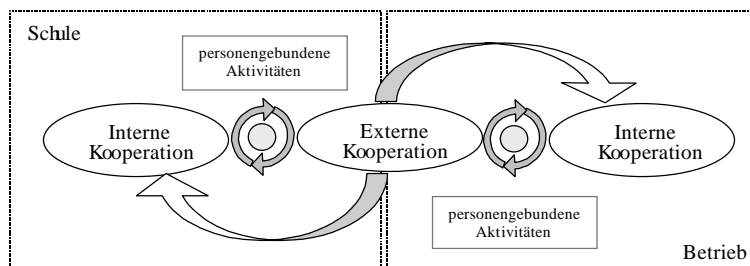 Schule
personengebundene
Aktivitäten
Interne
Kooperation
Externe
Kooperation
Interne
Kooperation
personengebundene
Aktivitäten
Betrieb